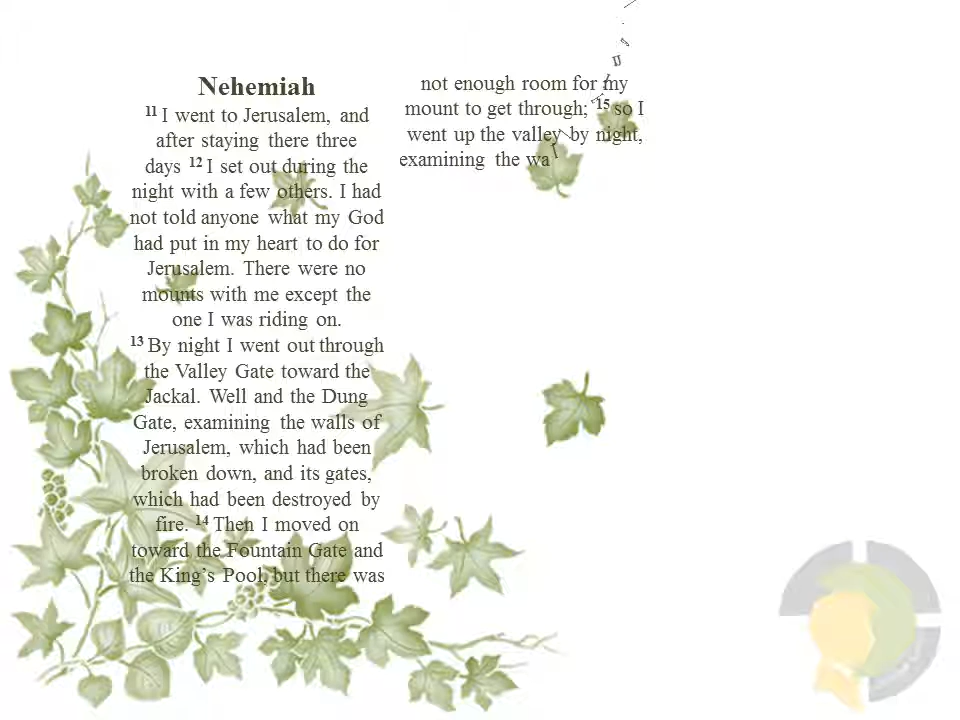 Nehemiah
11 I went to Jerusalem, and
after staying there three
days 12 I set out during the
night with a few others. I had
not told anyone what my God
had put in my heart to do for
Jerusalem. There were no
mounts with me except the
one I was riding on.
13 By night I went out through
the Valley Gate toward the
Jackal. Well and the Dung
Gate, examining the walls of
Jerusalem, which had been
broken down, and its gates,
which had been destroyed by
fire. 14 Then I moved on
toward the Fountain Gate and
the King's Pool, but there was
not enough room for my
mount to get through; 15 so I
went up the valley by night,
examining the wa